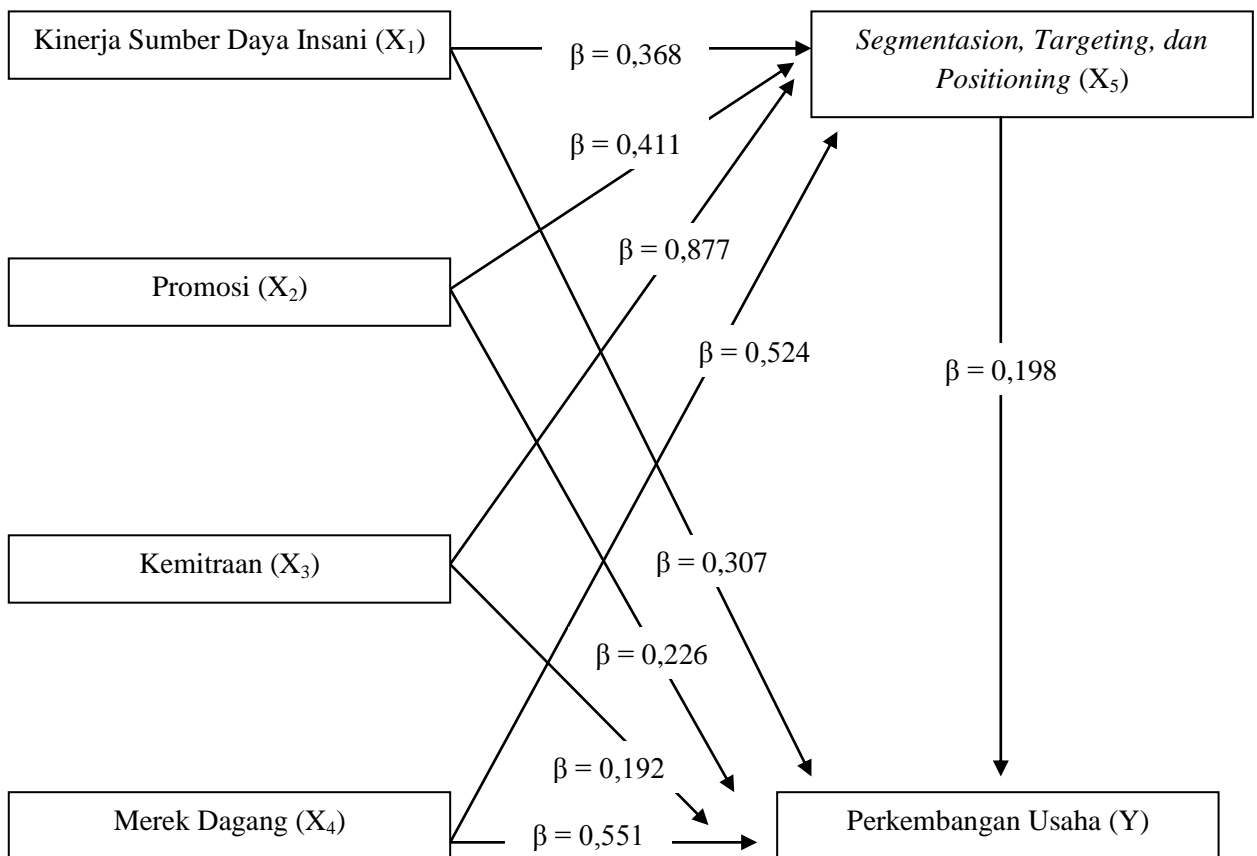 Kinerja Sumber Daya Insani (X₁)
β = 0,368
Segmentasion, Targeting, dan
Positioning (X₅)
β = 0,411
β = 0,877
Promosi (X₂)
β = 0,524
β = 0,198
Kemitraan (X₃)
β = 0,307
β = 0,226
β = 0,192
Merek Dagang (X₄)
β = 0,551
Perkembangan Usaha (Y)